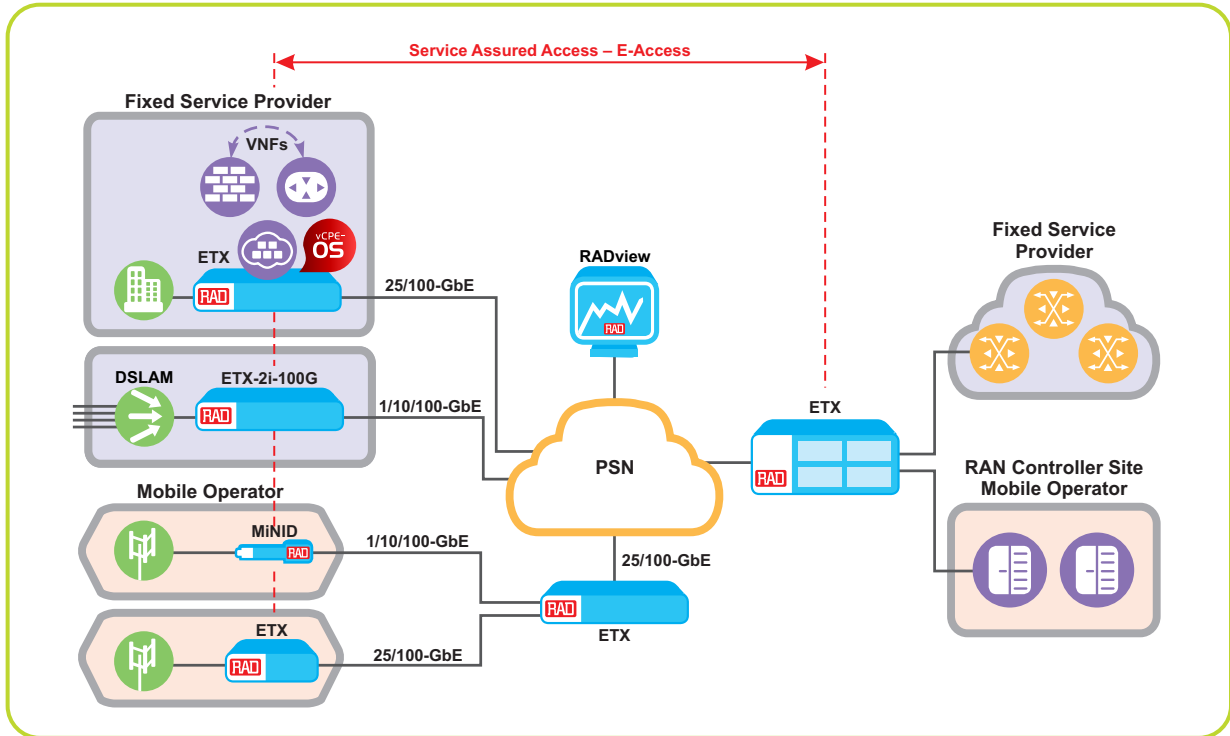 Service Assured Access – E-Access
Fixed Service Provider
VNFs
vCPE-
OS
ETX
RAD
25/100-GbE
DSLAM
ETX-2i-100G
RAD
1/10/100-GbE
Mobile Operator
MiNID
RAD
1/10/100-GbE
ETX
RAD
25/100-GbE
RADview
RAD
PSN
25/100-GbE
RAD
ETX
ETX
RAD
Fixed Service
Provider
RAN Controller Site
Mobile Operator